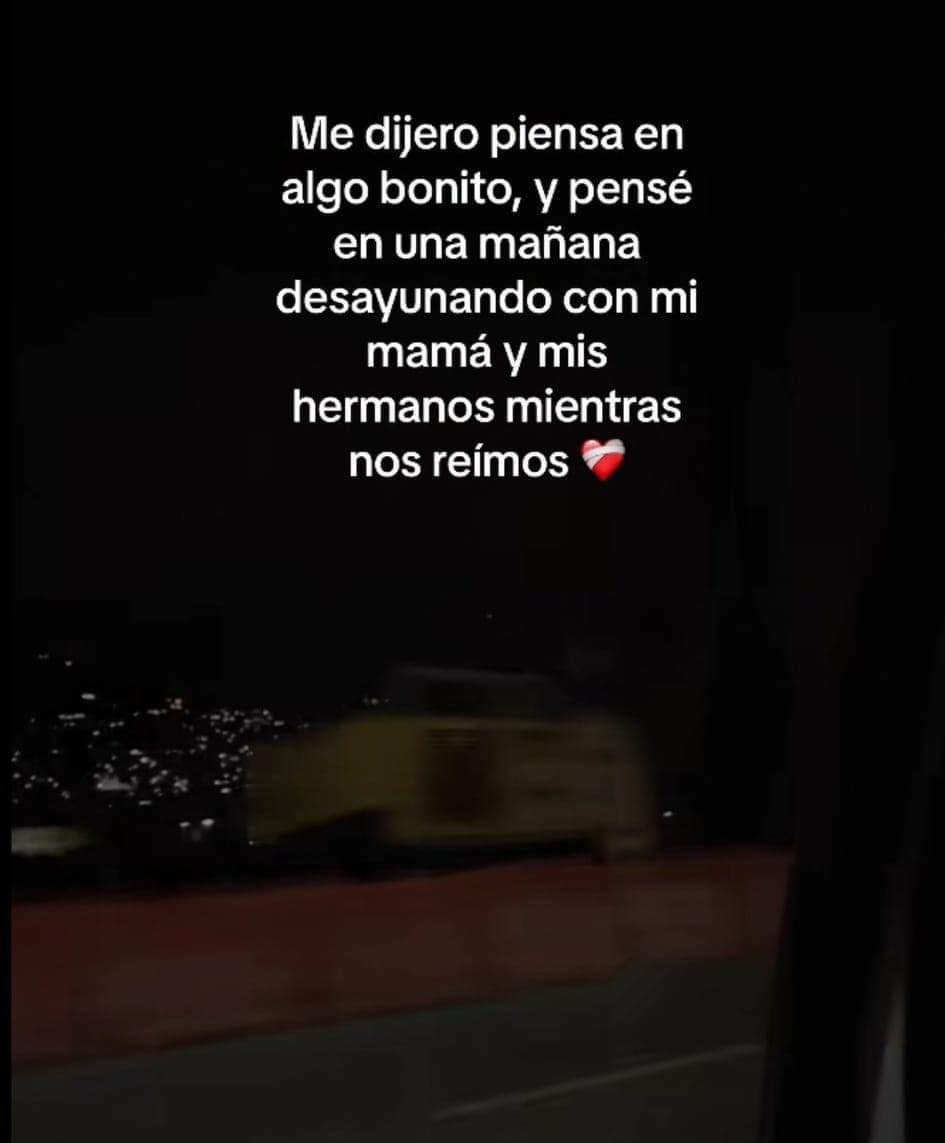 Me dijero piensa en
algo bonito, y pensé
en una mañana
desayunando con mi
mamá y mis
hermanos mientras
nos reímos ❤️‍🩹